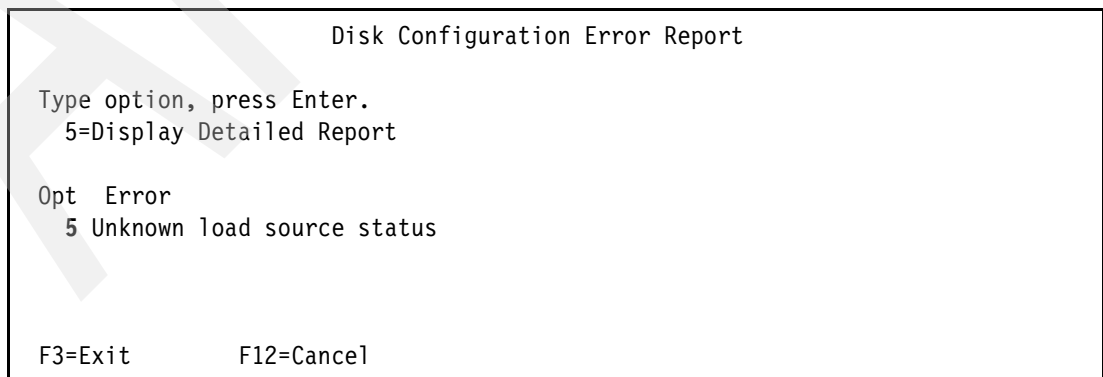 Disk Configuration Error Report
Type option, press Enter.
5=Display Detailed Report
Opt Error
5 Unknown load source status
F3=Exit F12=Cancel